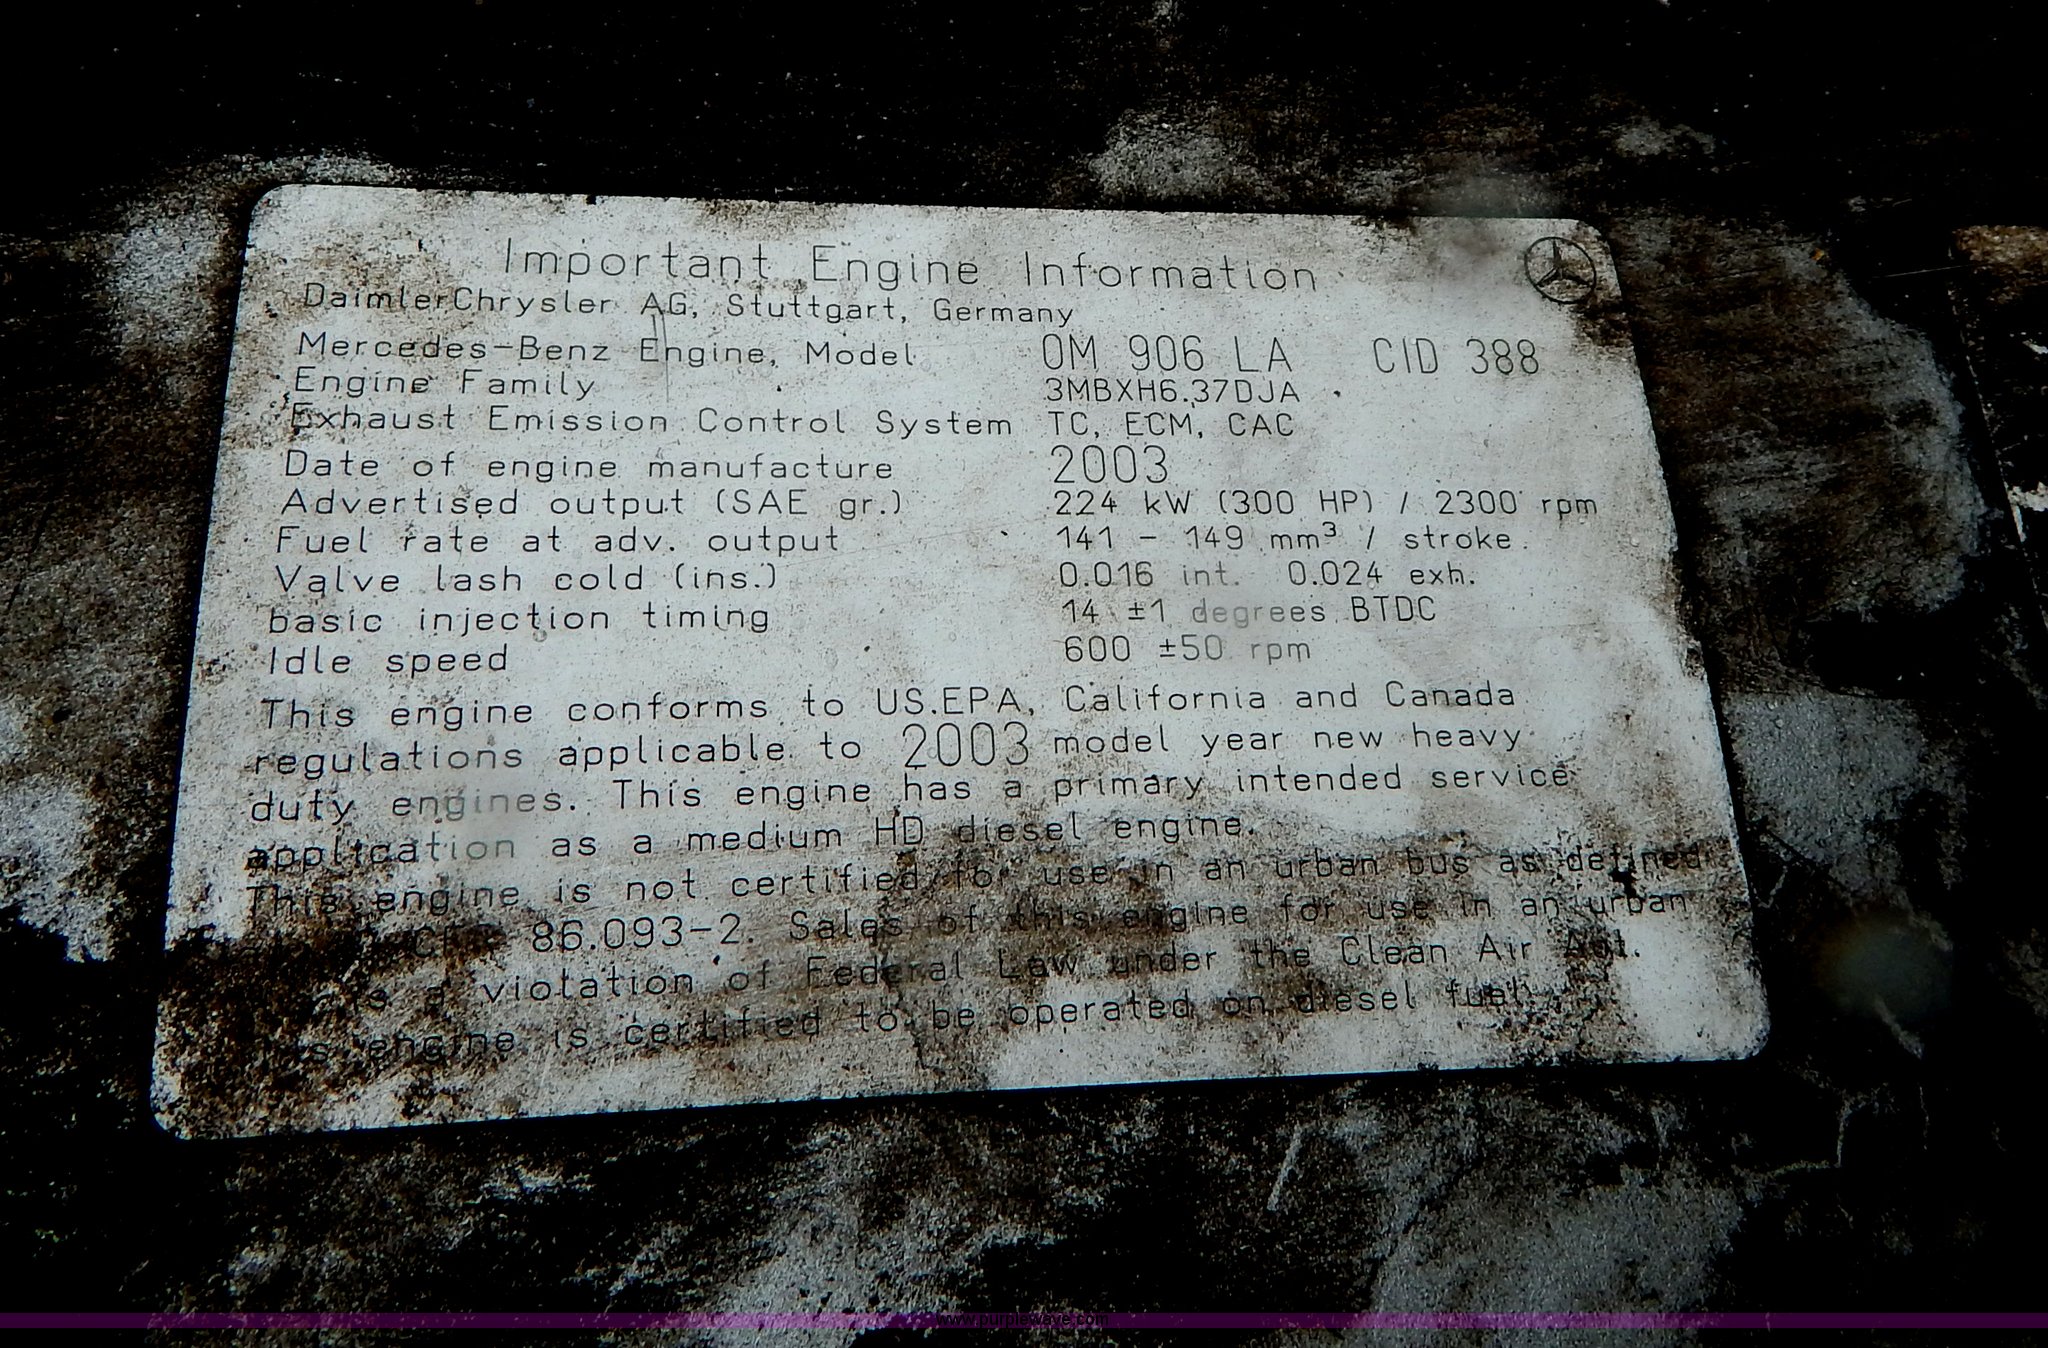 Important Engine Information
DaimlerChrysler AG, Stuttgart, Germany
Mercedes-Benz Engine, Model OM 906 LA CID 388
Engine Family 3MBXH6.37DJA
Exhaust Emission Control System TC, ECM, CAC
Date of engine manufacture 2003
Advertised output (SAE gr.) 224 kW (300 HP) / 2300 rpm
Fuel rate at adv. output 141 - 149 mm³ / stroke
Valve lash cold (ins.) 0.016 int. 0.024 exh.
basic injection timing 14 ±1 degrees BTDC
Idle speed 600 ±50 rpm
This engine conforms to US.EPA, California and Canada
regulations applicable to 2003 model year new heavy
duty engines. This engine has a primary intended service
application as a medium HD diesel engine.
This engine is not certified for use in an urban bus as defined
CFR 86.093-2. Sales of this engine for use in an urban
is a violation of Federal Law under the Clean Air Act.
This engine is certified to be operated on diesel fuel.
www.purplewave.com